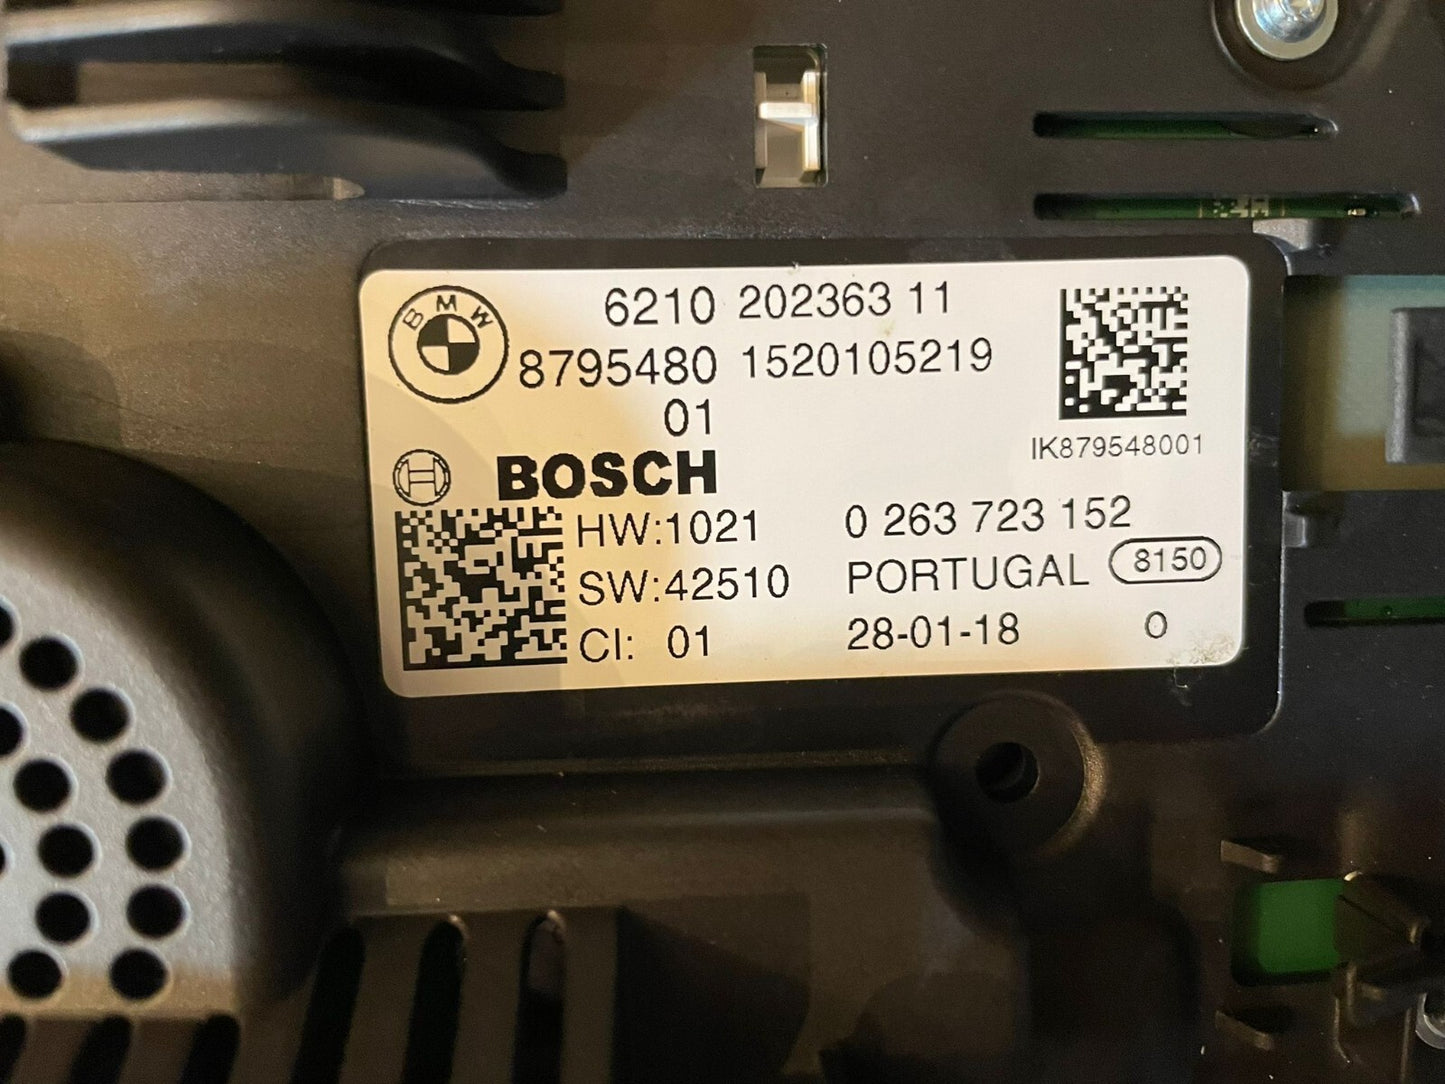 BMW
6210 202363 11
8795480 1520105219
01
IK879548001
BOSCH
HW:1021 0 263 723 152
SW:42510 PORTUGAL 8150
CI: 01 28-01-18 0